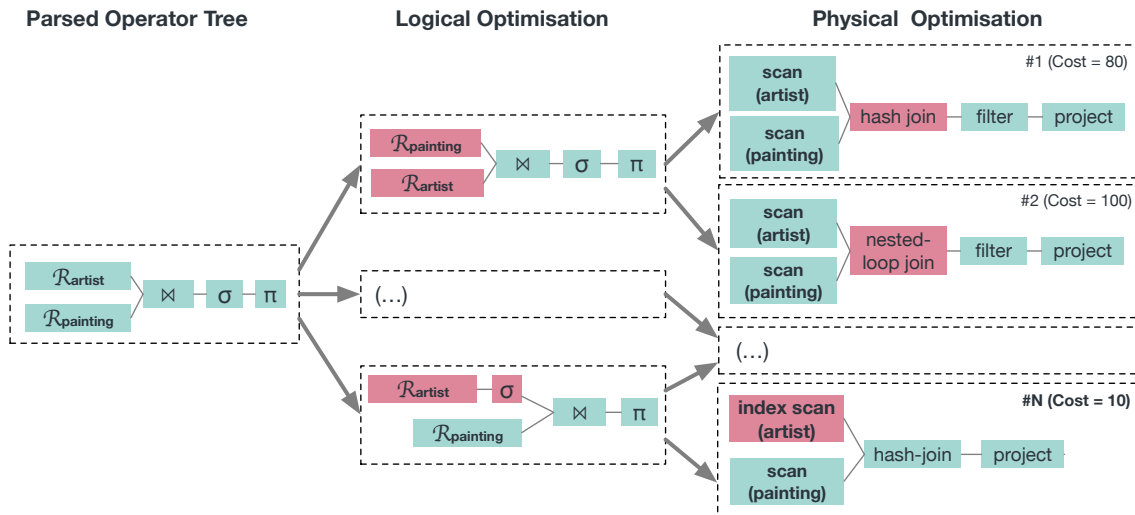 Parsed Operator Tree
Logical Optimisation
Physical Optimisation
ℛartist
ℛpainting
⋈
σ
π
ℛpainting
ℛartist
⋈
σ
π
(...)
ℛartist
σ
ℛpainting
⋈
π
#1 (Cost = 80)
scan
(artist)
scan
(painting)
hash join
filter
project
#2 (Cost = 100)
scan
(artist)
scan
(painting)
nested-
loop join
filter
project
(...)
#N (Cost = 10)
index scan
(artist)
scan
(painting)
hash-join
project